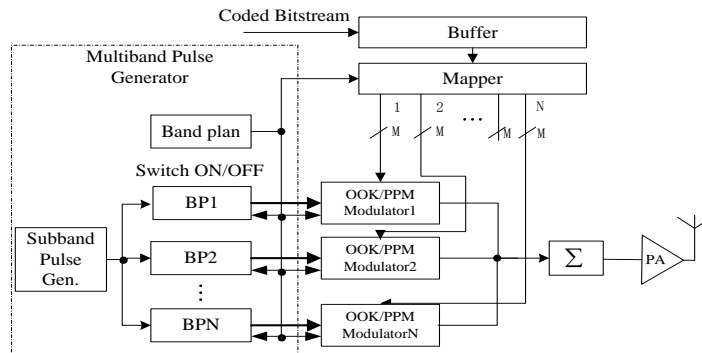 Coded Bitstream
Buffer
Multiband Pulse
Generator
Mapper
1
2
N
...
M
M
M
M
Band plan
Switch ON/OFF
BP1
OOK/PPM
Modulator1
Subband
Pulse
Gen.
BP2
OOK/PPM
Modulator2
Σ
PA
⋮
BPN
OOK/PPM
ModulatorN